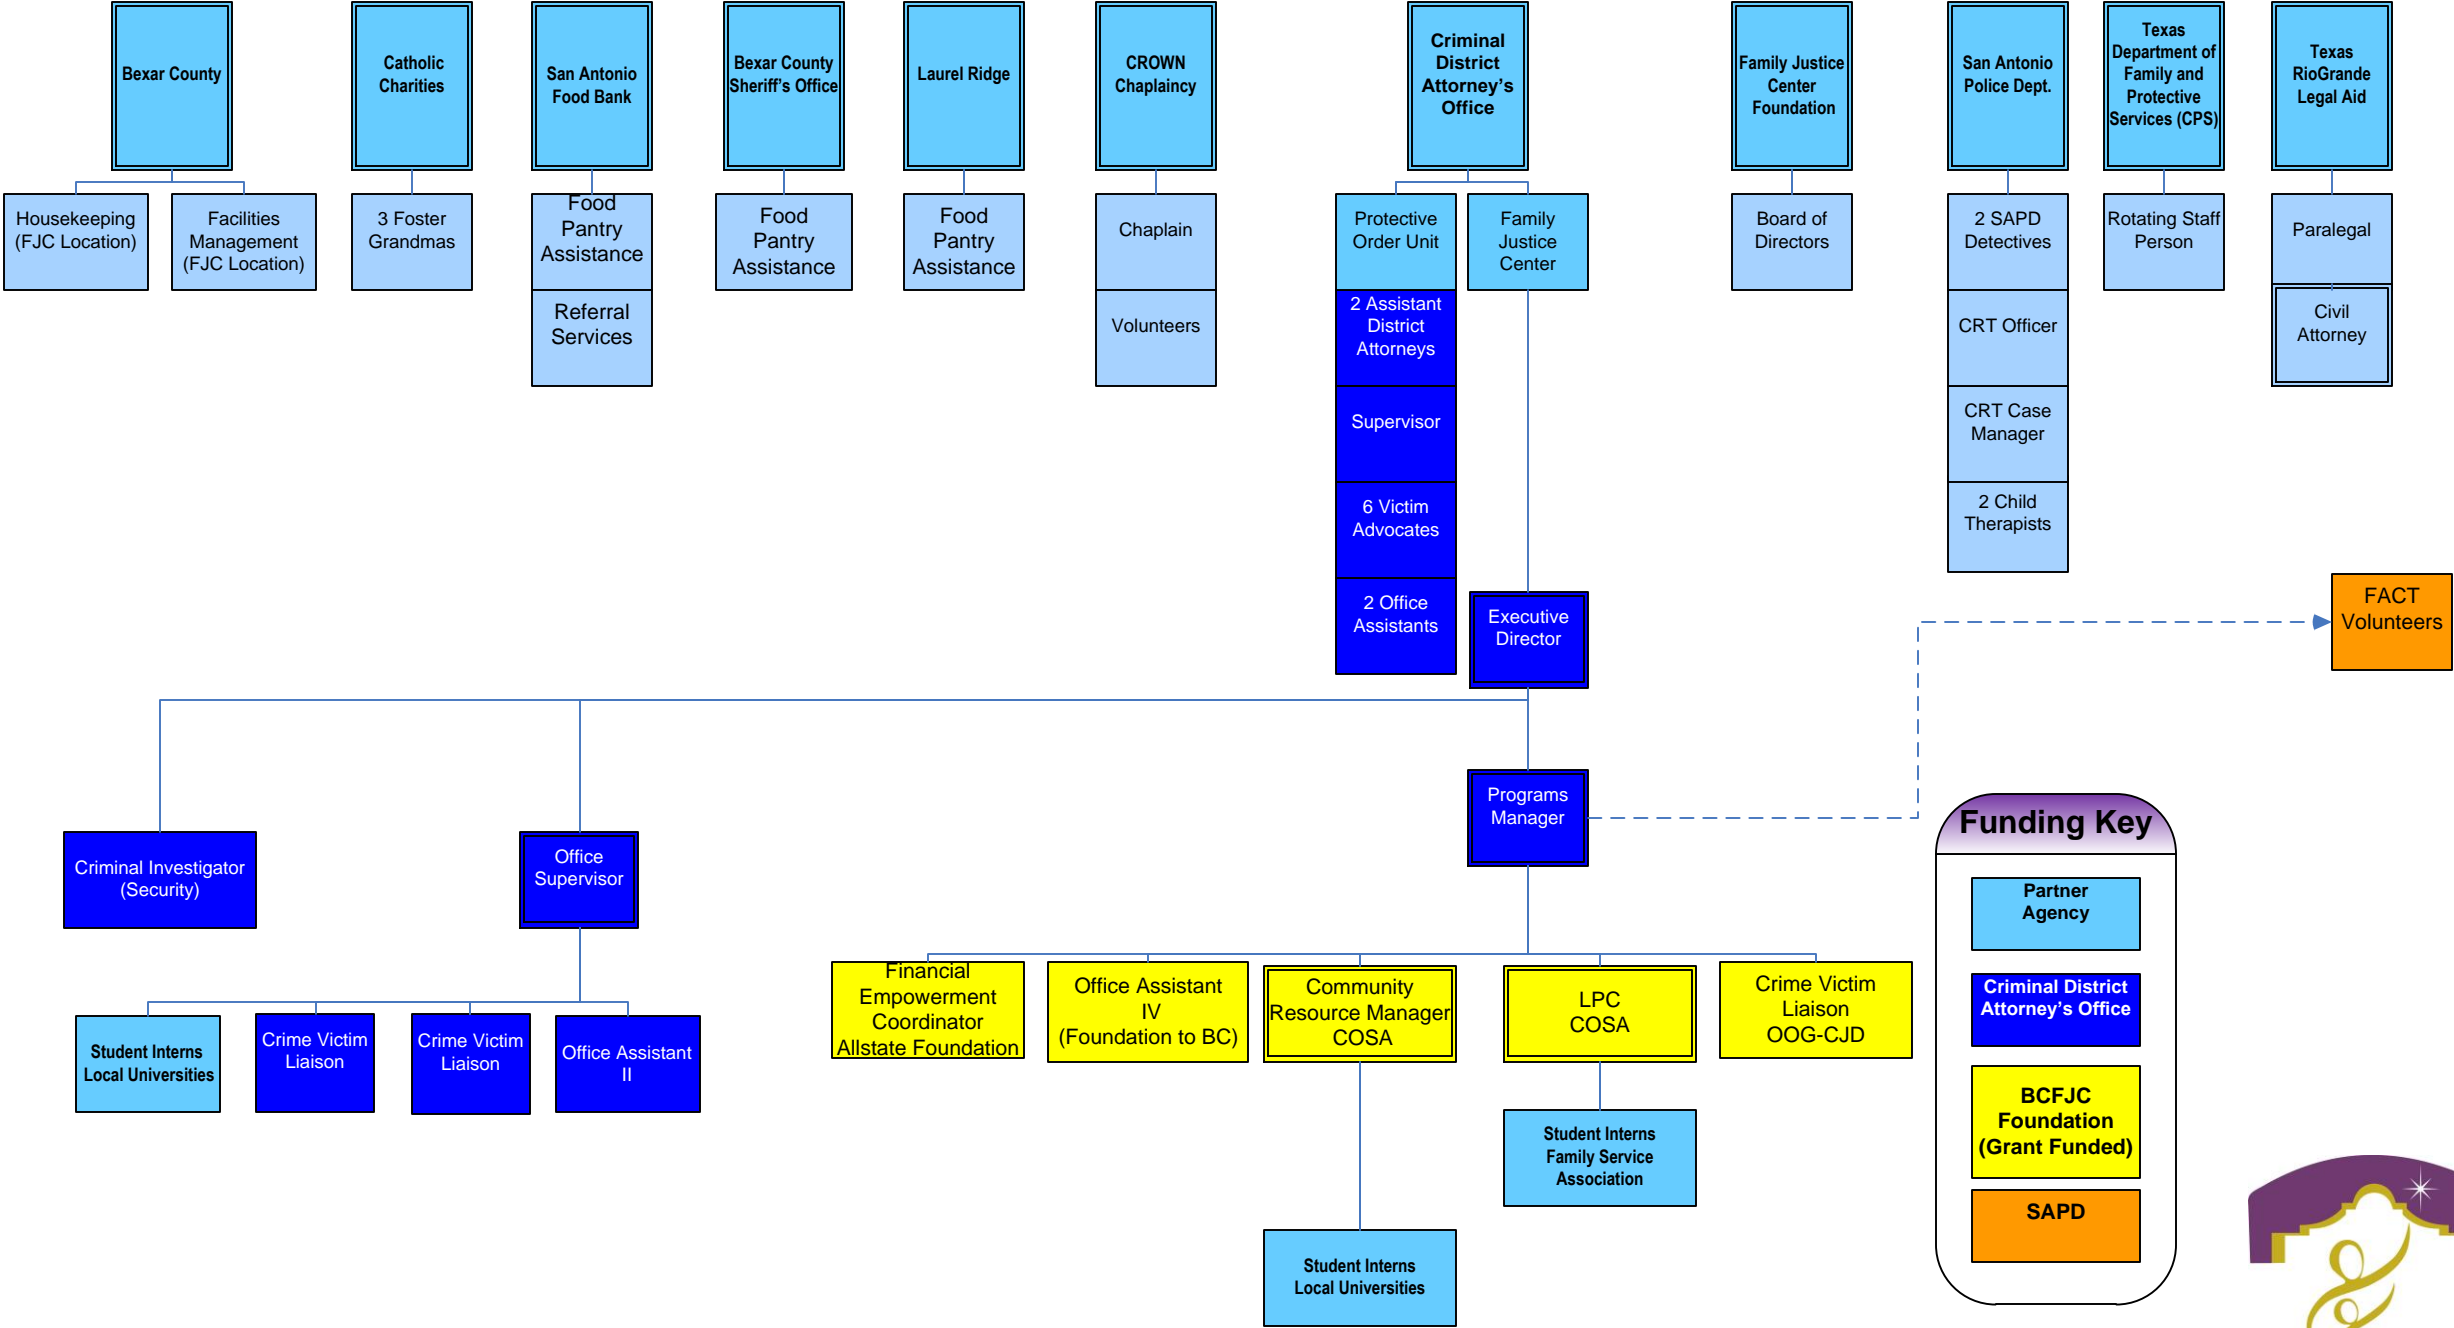 Bexar County
Catholic
Charities
San Antonio
Food Bank
Bexar County
Sheriff's Office
Laurel Ridge
CROWN
Chaplaincy
Criminal
District
Attorney's
Office
Family Justice
Center
Foundation
San Antonio
Police Dept.
Texas
Department of
Family and
Protective
Services (CPS)
Texas
RioGrande
Legal Aid
Housekeeping
(FJC Location)
Facilities
Management
(FJC Location)
3 Foster
Grandmas
Food
Pantry
Assistance
Food
Pantry
Assistance
Food
Pantry
Assistance
Chaplain
Protective
Order Unit
Family
Justice
Center
Board of
Directors
2 SAPD
Detectives
Rotating Staff
Person
Paralegal
Referral
Services
Volunteers
2 Assistant
District
Attorneys
CRT Officer
Civil
Attorney
Supervisor
CRT Case
Manager
6 Victim
Advocates
2 Child
Therapists
2 Office
Assistants
Executive
Director
FACT
Volunteers
Programs
Manager
Criminal Investigator
(Security)
Office
Supervisor
Financial
Empowerment
Coordinator
Allstate Foundation
Office Assistant
IV
(Foundation to BC)
Community
Resource Manager
COSA
LPC
COSA
Crime Victim
Liaison
OOG-CJD
Student Interns
Local Universities
Crime Victim
Liaison
Crime Victim
Liaison
Office Assistant
II
Student Interns
Family Service
Association
Student Interns
Local Universities
Funding Key
Partner
Agency
Criminal District
Attorney's Office
BCFJC
Foundation
(Grant Funded)
SAPD